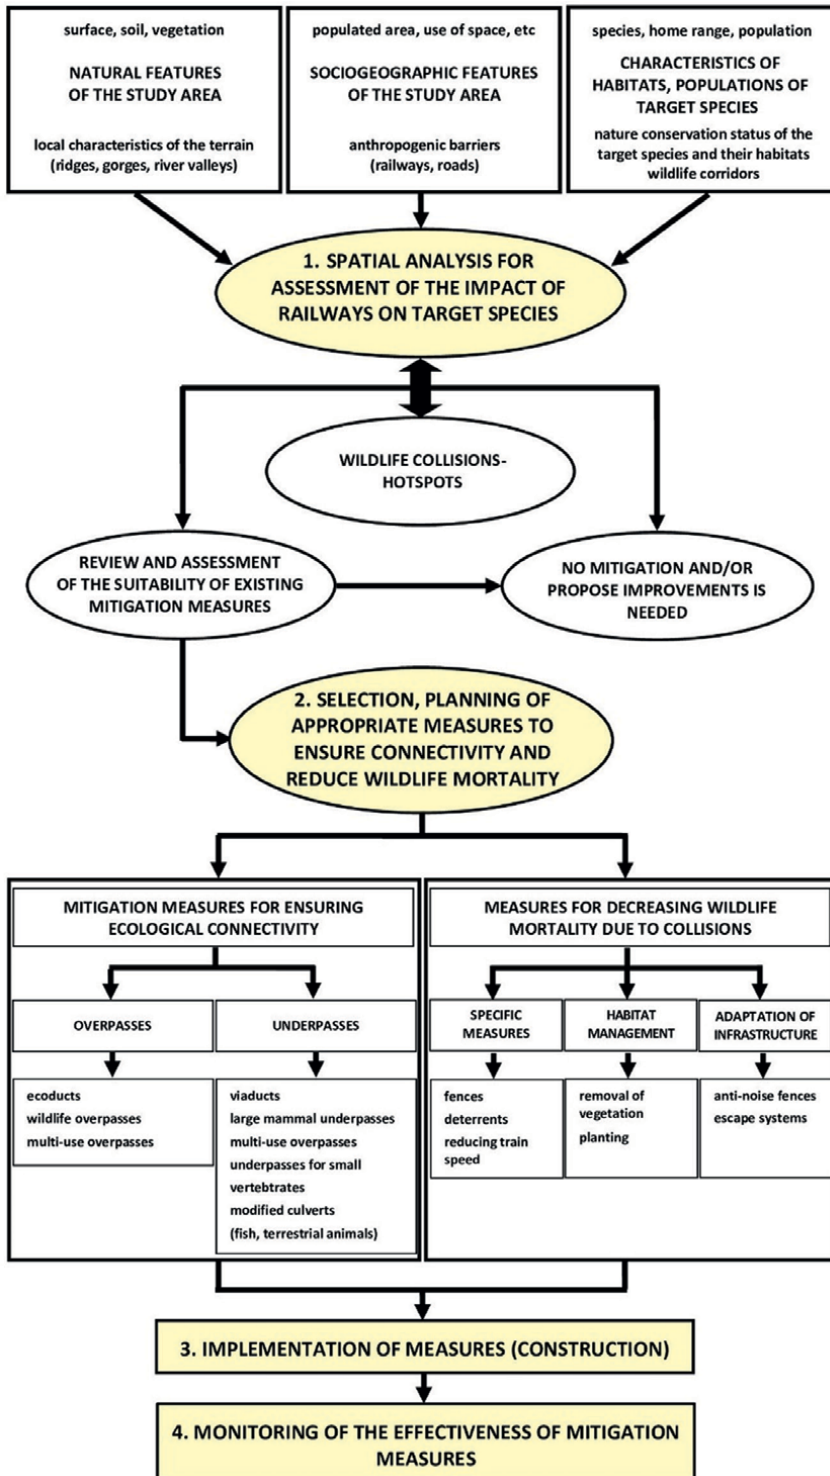 surface, soil, vegetation
NATURAL FEATURES
OF THE STUDY AREA
local characteristics of the terrain
(ridges, gorges, river valleys)
populated area, use of space, etc
SOCIOGEOGRAPHIC FEATURES
OF THE STUDY AREA
anthropogenic barriers
(railways, roads)
species, home range, population
CHARACTERISTICS OF
HABITATS, POPULATIONS OF
TARGET SPECIES
nature conservation status of the
target species and their habitats
wildlife corridors
1. SPATIAL ANALYSIS FOR
ASSESSMENT OF THE IMPACT OF
RAILWAYS ON TARGET SPECIES
WILDLIFE COLLISIONS-
HOTSPOTS
REVIEW AND ASSESSMENT
OF THE SUITABILITY OF EXISTING
MITIGATION MEASURES
NO MITIGATION AND/OR
PROPOSE IMPROVEMENTS IS
NEEDED
2. SELECTION, PLANNING OF
APPROPRIATE MEASURES TO
ENSURE CONNECTIVITY AND
REDUCE WILDLIFE MORTALITY
MITIGATION MEASURES FOR ENSURING
ECOLOGICAL CONNECTIVITY
OVERPASSES
ecoducts
wildlife overpasses
multi-use overpasses
UNDERPASSES
viaducts
large mammal underpasses
multi-use overpasses
underpasses for small
vertebtrates
modified culverts
(fish, terrestrial animals)
MEASURES FOR DECREASING WILDLIFE
MORTALITY DUE TO COLLISIONS
SPECIFIC
MEASURES
fences
deterrents
reducing train
speed
HABITAT
MANAGEMENT
removal of
vegetation
planting
ADAPTATION OF
INFRASTRUCTURE
anti-noise fences
escape systems
3. IMPLEMENTATION OF MEASURES (CONSTRUCTION)
4. MONITORING OF THE EFFECTIVENESS OF MITIGATION
MEASURES